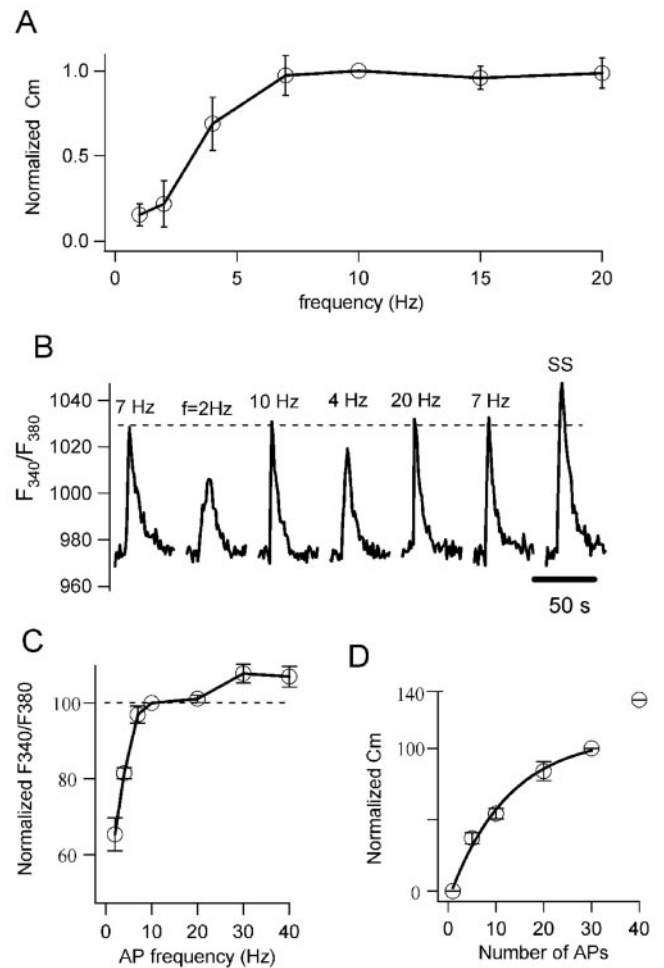 A
Normalized Cm
1.0
0.5
0.0
0 5 10 15 20
frequency (Hz)
B
SS
7 Hz f=2Hz 10 Hz 4 Hz 20 Hz 7 Hz
F340/F380
1040
1020
1000
980
960
50 s
C
Normalized F340/F380
100
80
60
0 10 20 30 40
AP frequency (Hz)
D
Normalized Cm
140
100
0
0 10 20 30 40
Number of APs